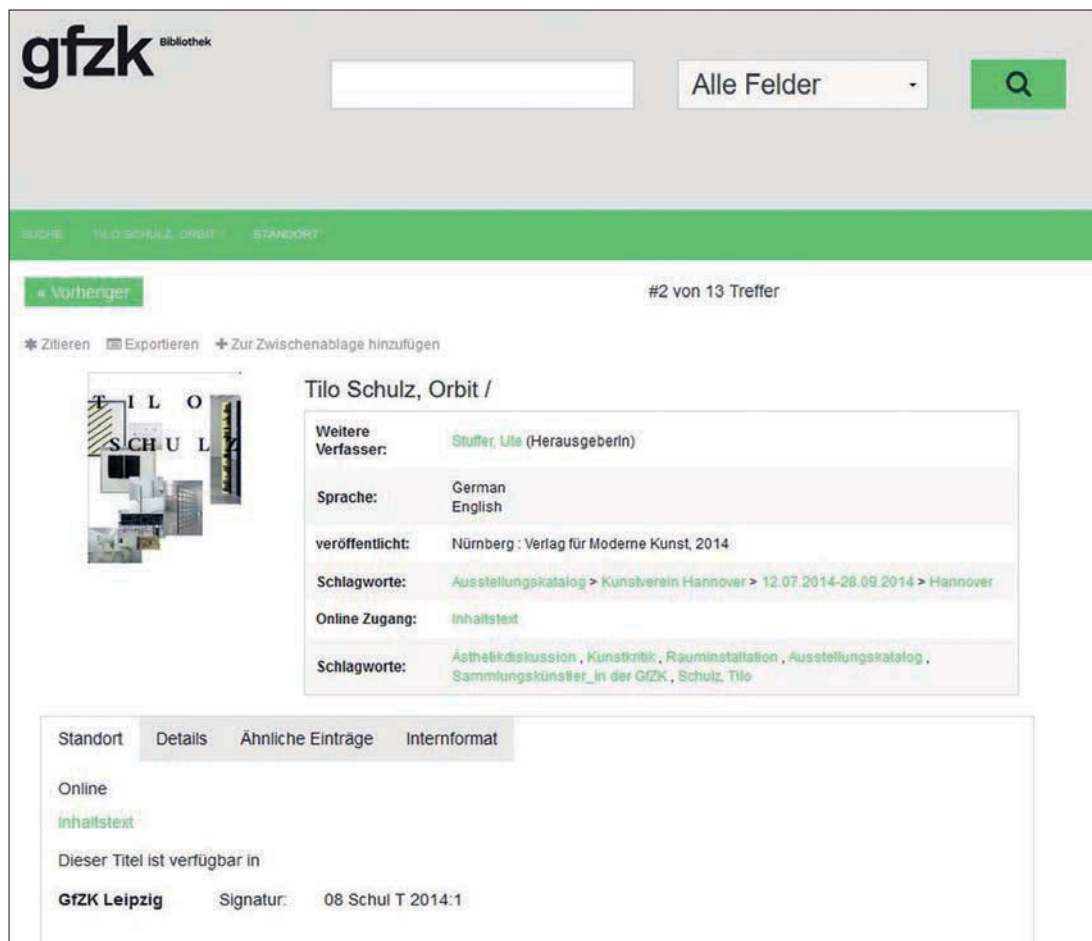 gfzk Bibliothek
Alle Felder
SUCHE TILO SCHULZ, ORBIT STANDORT
« Vorheriger
#2 von 13 Treffer
Zitieren Exportieren Zur Zwischenablage hinzufügen
TILO
SCHULZ
Tilo Schulz, Orbit /
Weitere
Verfasser:
Stuffer, Ute (HerausgeberIn)
Sprache:
German
English
veröffentlicht:
Nürnberg : Verlag für Moderne Kunst, 2014
Schlagworte:
Ausstellungskatalog > Kunstverein Hannover > 12.07.2014-28.09.2014 > Hannover
Online Zugang:
Inhaltstext
Schlagworte:
Ästhetikdiskussion , Kunstkritik , Rauminstallation , Ausstellungskatalog ,
Sammlungskünstler_in der GfZK , Schulz, Tilo
Standort Details Ähnliche Einträge Internformat
Online
Inhaltstext
Dieser Titel ist verfügbar in
GfZK Leipzig Signatur: 08 Schul T 2014:1